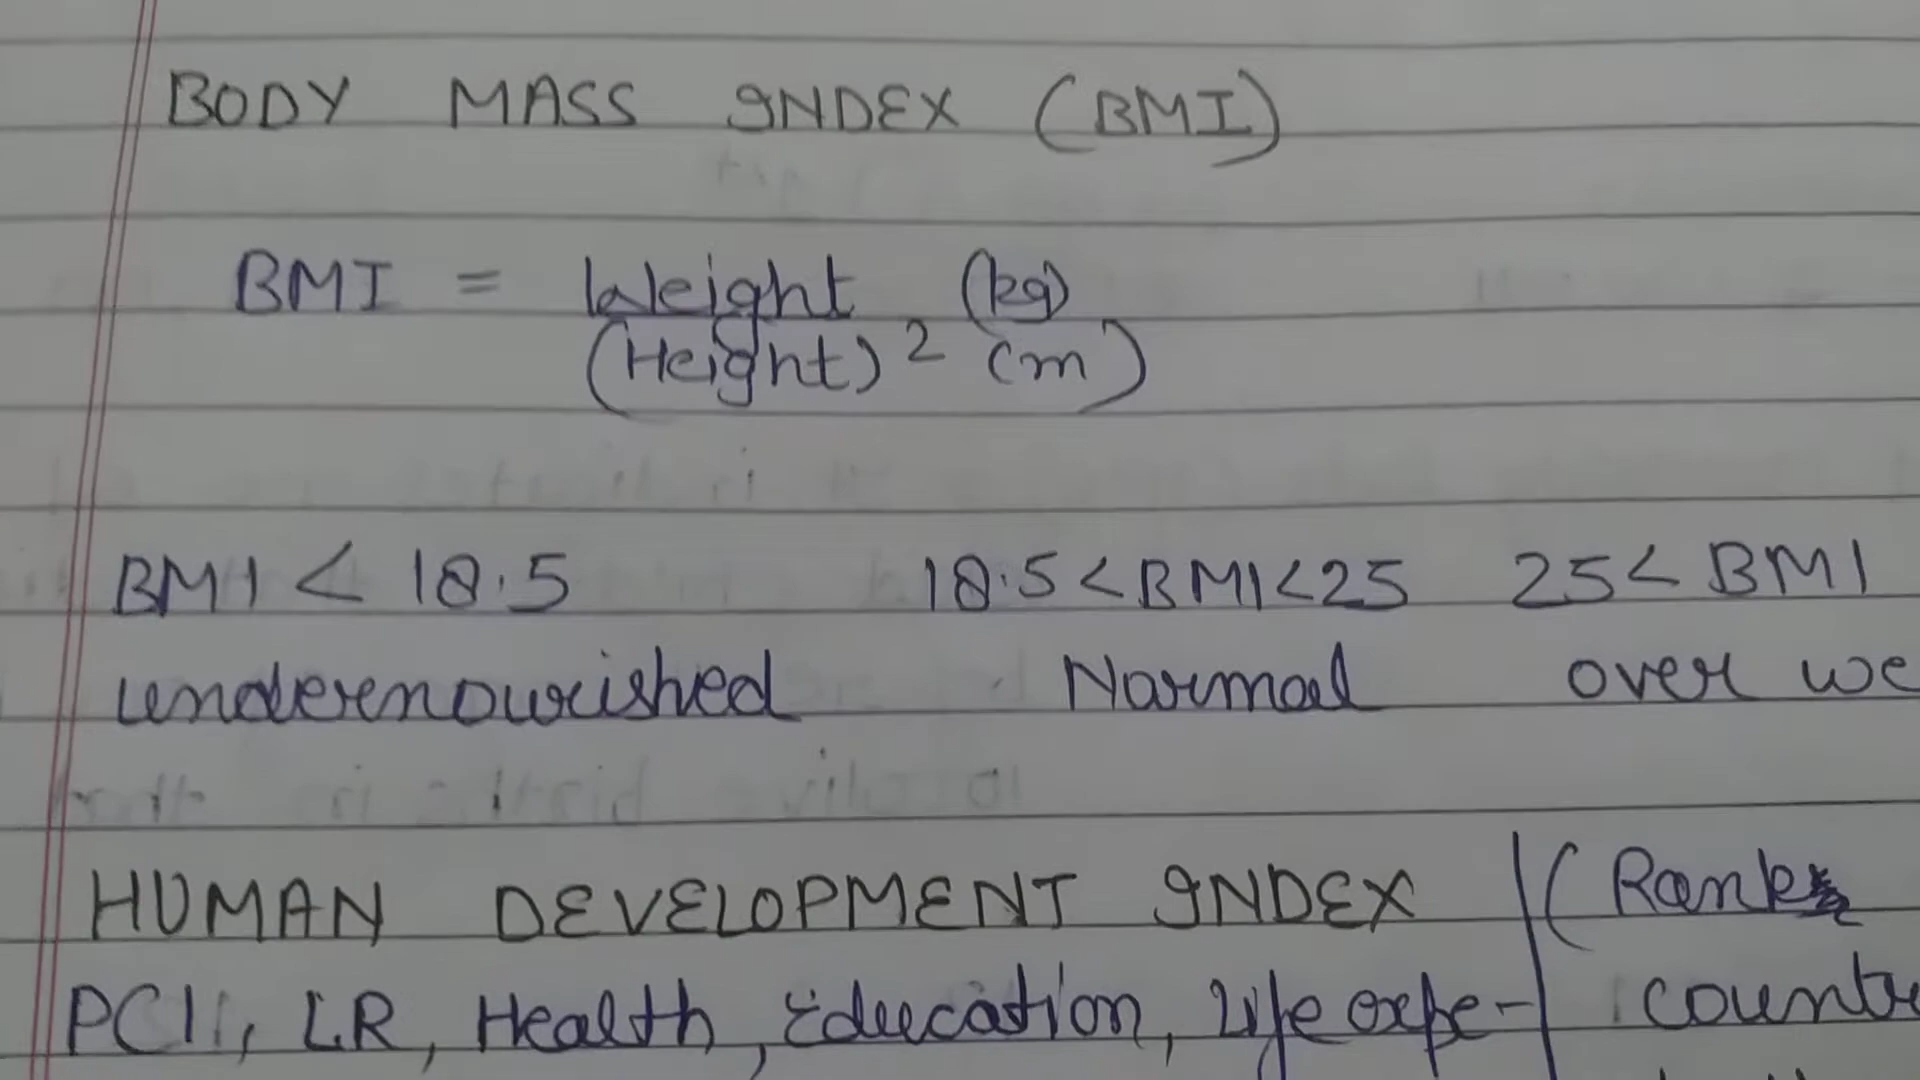 BODY MASS INDEX (BMI)
BMI = Weight (kg)
(Height)² (m)
BMI < 18.5 18.5 < BMI < 25 25 < BMI
undernourished Normal over we
HUMAN DEVELOPMENT INDEX (Rank
PCI, LR, Health, Education, Life expe- countr